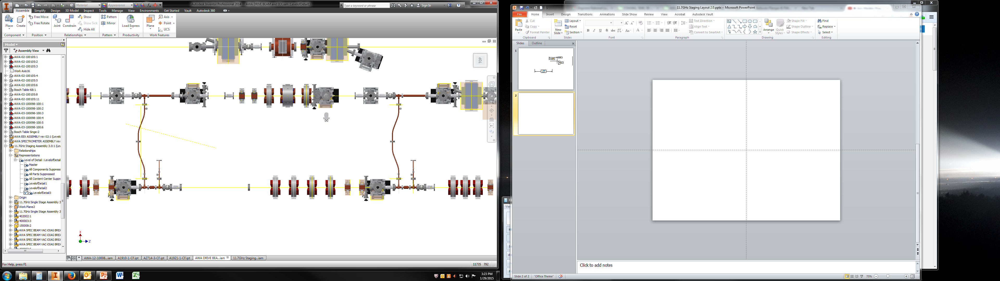 Material
Appearance
Autodesk Inventor Professional 2014 AWA DRIVE BEAM and EEX.iam (LevelofDetail1)
Type a keyword or phrase
Sign In
PRO
Assemble Simplify Design 3D Model Inspect Tools Manage View Environments Get Started Vault Autodesk 360
Place Create
Free Move
Free Rotate
Joint Constrain
Show
Show Sick
Hide All
Pattern
Mirror
Load Express
Plane
Axis
Point
UCS
Component Position Relationships Pattern Productivity Work Features
Model
Assembly View
AWA-02-100105:1
AWA-02-100105:2
AWA-02-100105:3
Work Axis16
AWA-02-100105:4
AWA-02-100105:5
AWA-02-100105:6
Bosch Table-68:1
AWA-02-100105:8
AWA-02-100105:11
AWA-03-100098-100:1
AWA-03-100098-100:2
AWA-03-100098-100:3
AWA-03-100098-100:4
AWA-03-100098-100:5
AWA-03-100098-100:6
Bosch Table Singe:2
AWA EEX ASSEMBLY rev 02:1 (Levelc
AWA SPECTROMETER ASSEMBLY rev
11.7GHz Staging Assembly 3.0:1 (Lev
Relationships
Representations
Level of Detail : LevelofDetail
Master
All Components Suppress
All Parts Suppressed
All Content Center Suppre
LevelofDetail1
LevelofDetail2
LevelofDetail3
Origin
11.7GHz Single Stage Assembly 3
Work Plane2
11.7GHz Single Stage Assembly 3
402002:1
400003:3
150008:2
AWA SPEC BEAM VAC-DIAG BREA
AWA SPEC BEAM VAC-DIAG BREA
AWA SPEC BEAM VAC-DIAG BREA
AWA SPEC BEAM VAC-DIAG BREA
TOP
X
Z
AWA-12-10008...iam A1910-1-CF.ipt A2714-3-CF.ipt A1921-1-CF.ipt AWA DRIVE BEA...iam 11.7GHz Staging...iam
For Help, press F1
11735 792
3:23 PM
1/29/2015
11.7GHz Staging Layout 2.0.pptx - Microsoft PowerPoint
File Home Insert Design Transitions Animations Slide Show Review View Acrobat Autodesk Vault
Paste
Cut
Copy
Format Painter
New
Slide
Layout
Reset
Section
Text Direction
Align Text
Convert to SmartArt
Arrange
Quick
Styles
Shape Fill
Shape Outline
Shape Effects
Find
Replace
Select
Clipboard Slides Font Paragraph Drawing Editing
Slides Outline
1
2
Click to add notes
Slide 2 of 2 "Office Theme"
75%